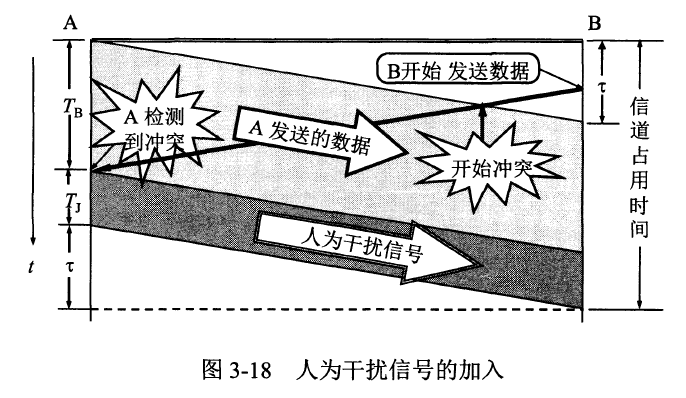 A
B
B开始 发送数据
τ
T_B
A 检测
到冲突
A 发送的数据
开始冲突
信道占用时间
T_J
人为干扰信号
t
τ
图 3-18 人为干扰信号的加入